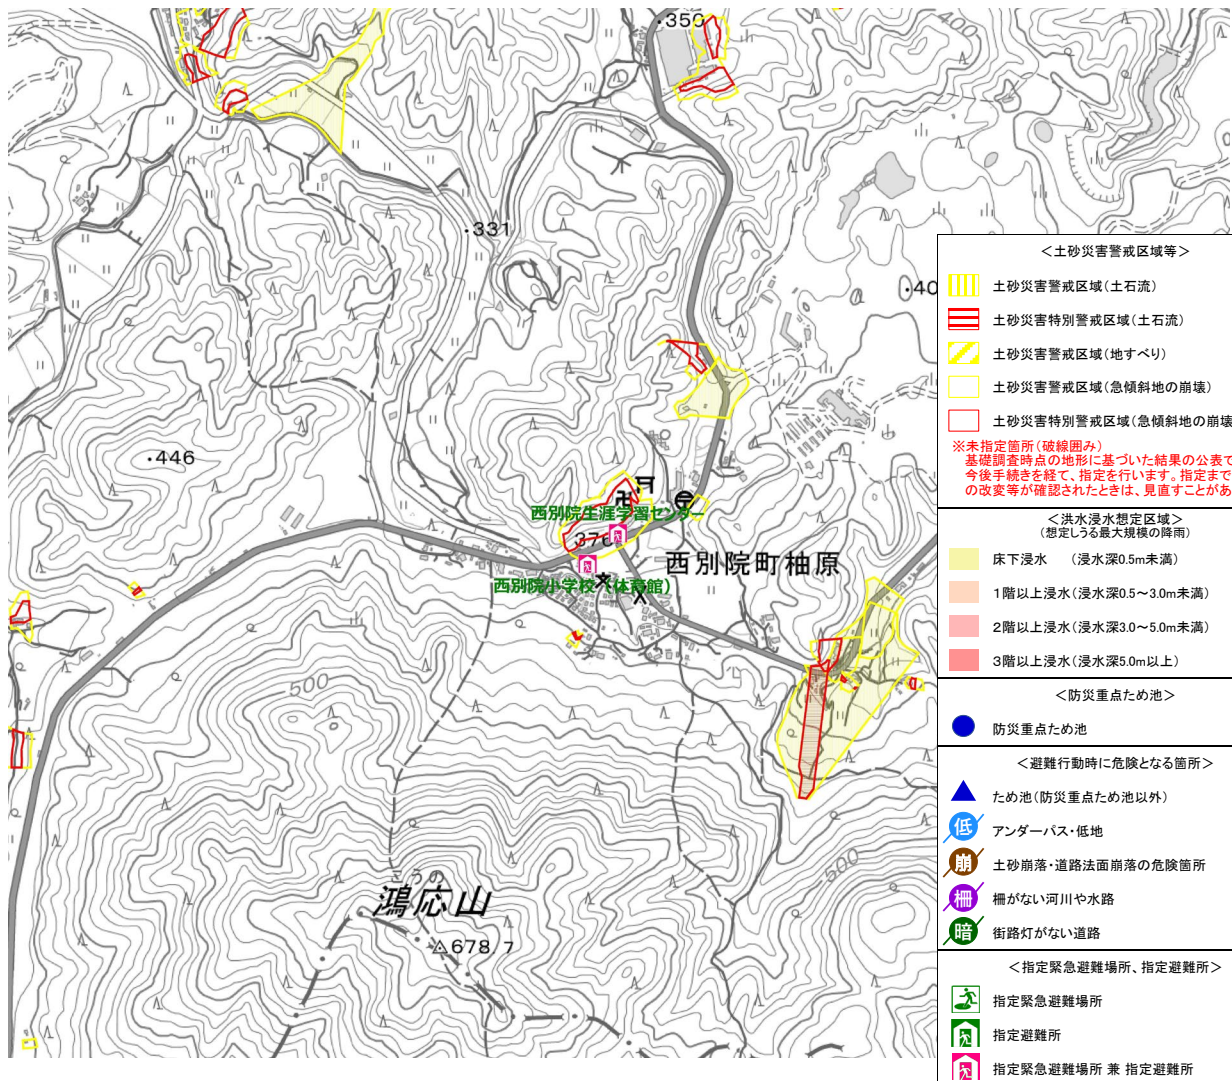 350
400
331
40
446
西別院生涯学習センター
376
西別院町柚原
西別院小学校（体育館）
500
500
こうの
鴻応山
678.7
＜土砂災害警戒区域等＞
土砂災害警戒区域（土石流）
土砂災害特別警戒区域（土石流）
土砂災害警戒区域（地すべり）
土砂災害警戒区域（急傾斜地の崩壊）
土砂災害特別警戒区域（急傾斜地の崩壊
※未指定箇所（破線囲み）
基礎調査時点の地形に基づいた結果の公表で
今後手続きを経て、指定を行います。指定まで
の改変等が確認されたときは、見直すことがあ
＜洪水浸水想定区域＞
（想定しうる最大規模の降雨）
床下浸水　（浸水深0.5m未満）
1階以上浸水（浸水深0.5～3.0m未満）
2階以上浸水（浸水深3.0～5.0m未満）
3階以上浸水（浸水深5.0m以上）
＜防災重点ため池＞
防災重点ため池
＜避難行動時に危険となる箇所＞
ため池（防災重点ため池以外）
低 アンダーパス・低地
崩 土砂崩落・道路法面崩落の危険箇所
柵 柵がない河川や水路
暗 街路灯がない道路
＜指定緊急避難場所、指定避難所＞
指定緊急避難場所
指定避難所
指定緊急避難場所 兼 指定避難所